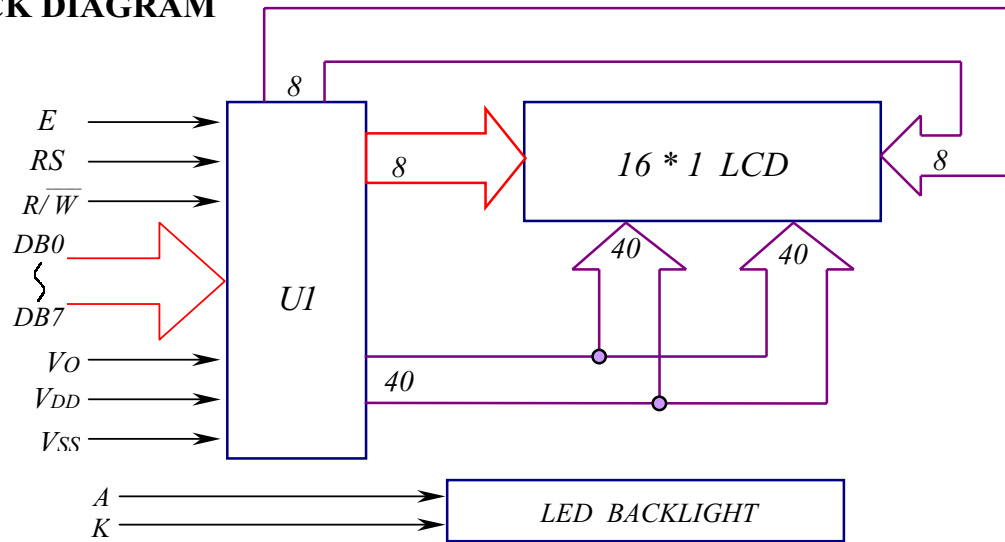 CK DIAGRAM
8
E
RS
R/W̅
DB0
DB7
VO
VDD
VSS
U1
8
16 * 1 LCD
8
40
40
40
A
K
LED BACKLIGHT